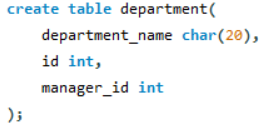 create table department(
    department_name char(20),
    id int,
    manager_id int
);